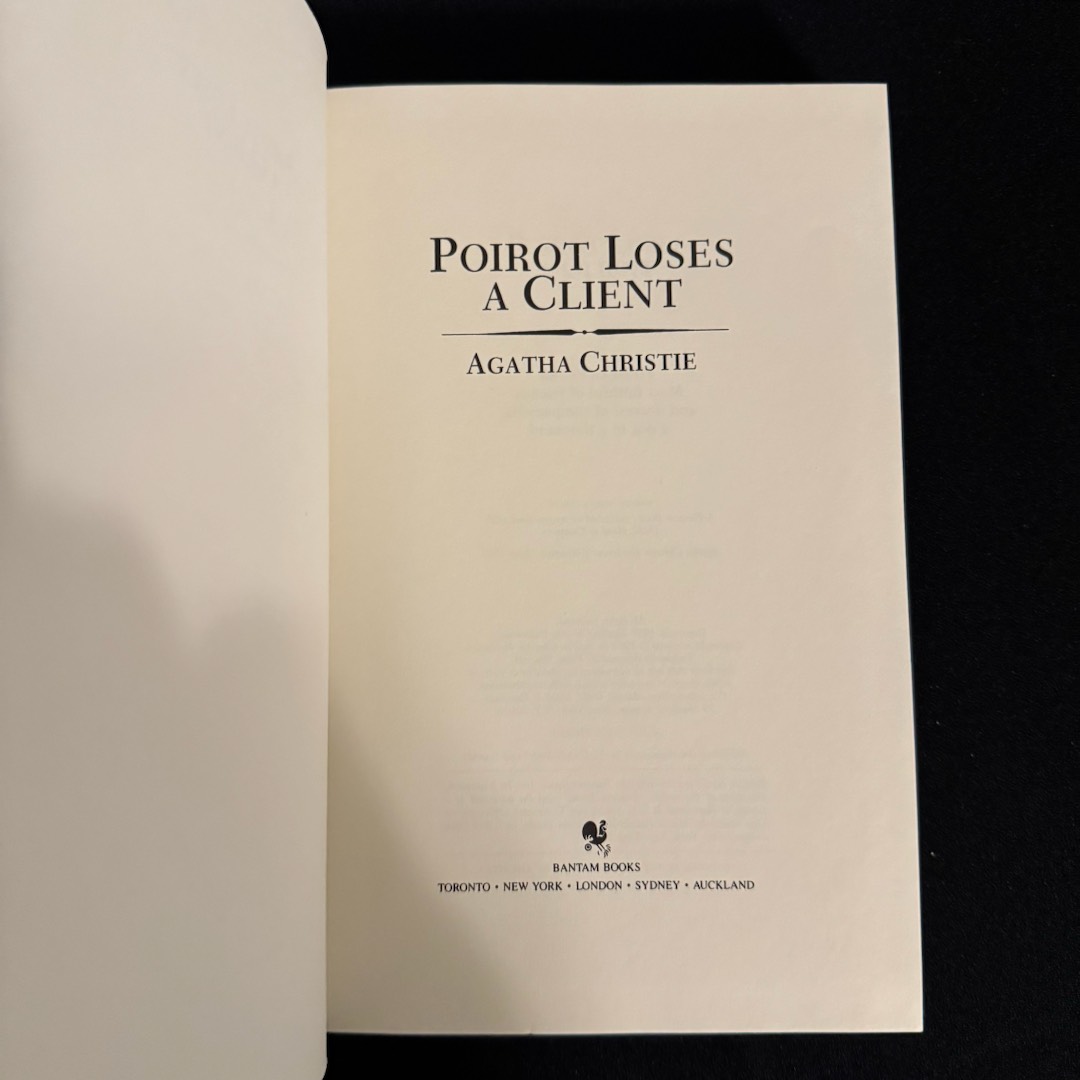 POIROT LOSES
A CLIENT
AGATHA CHRISTIE
BANTAM BOOKS
TORONTO • NEW YORK • LONDON • SYDNEY • AUCKLAND